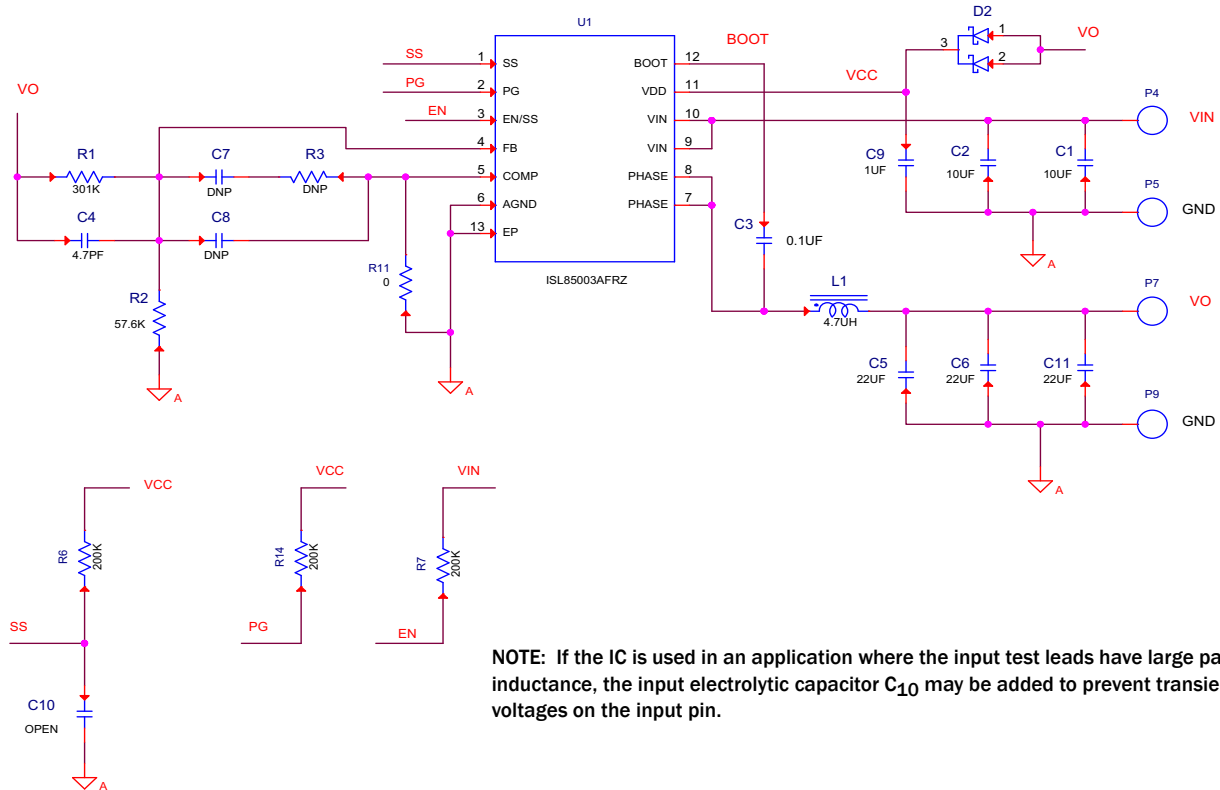 U1
D2
3
1
2
VO
BOOT
VCC
SS
1
SS
BOOT
12
PG
2
PG
VDD
11
EN
3
EN/SS
VIN
10
4
FB
VIN
9
5
COMP
PHASE
8
6
AGND
PHASE
7
13
EP
ISL85003AFRZ
VO
R1
301K
C7
DNP
R3
DNP
C4
4.7PF
C8
DNP
R2
57.6K
A
R11
0
A
C9
1UF
C2
10UF
C1
10UF
P4
VIN
P5
GND
A
C3
0.1UF
L1
4.7UH
C5
22UF
C6
22UF
C11
22UF
P7
VO
P9
GND
A
VCC
R6
200K
SS
C10
OPEN
A
VCC
R14
200K
PG
VIN
R7
200K
EN
NOTE: If the IC is used in an application where the input test leads have large pa
inductance, the input electrolytic capacitor C10 may be added to prevent transie
voltages on the input pin.